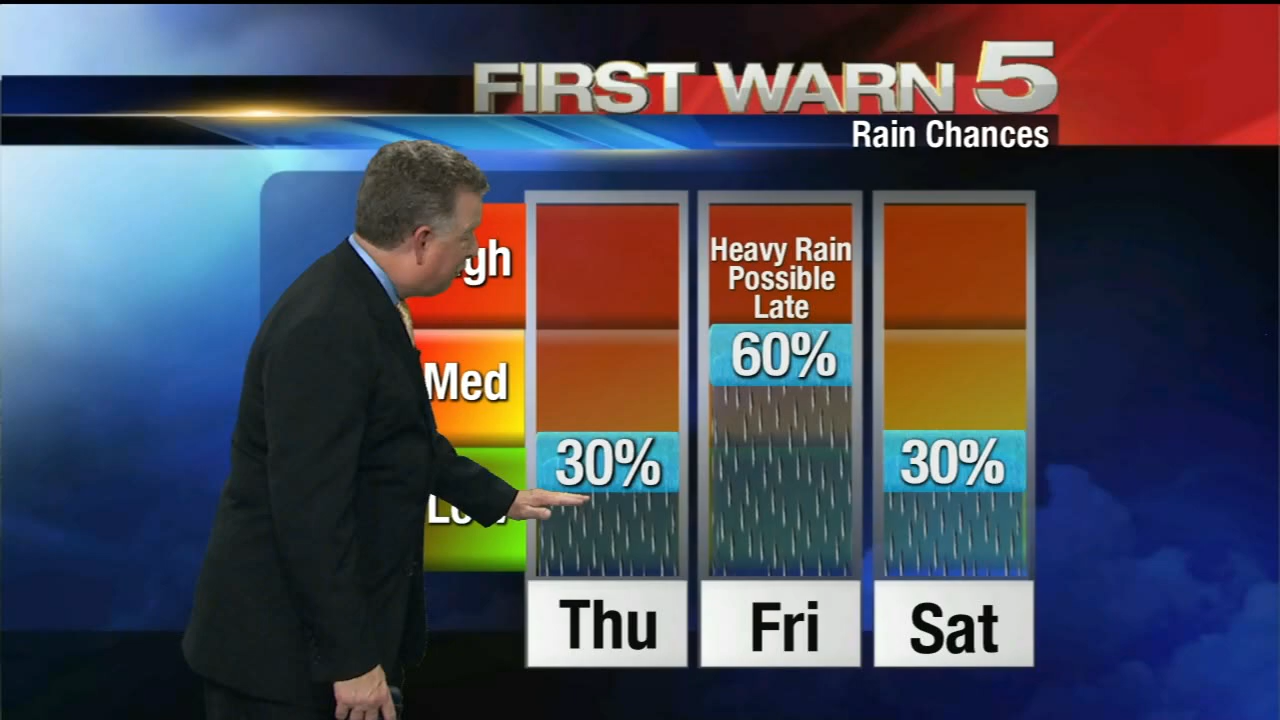 FIRST WARN 5
Rain Chances
Heavy Rain
Possible
Late
60%
Med
30%
30%
Thu
Fri
Sat